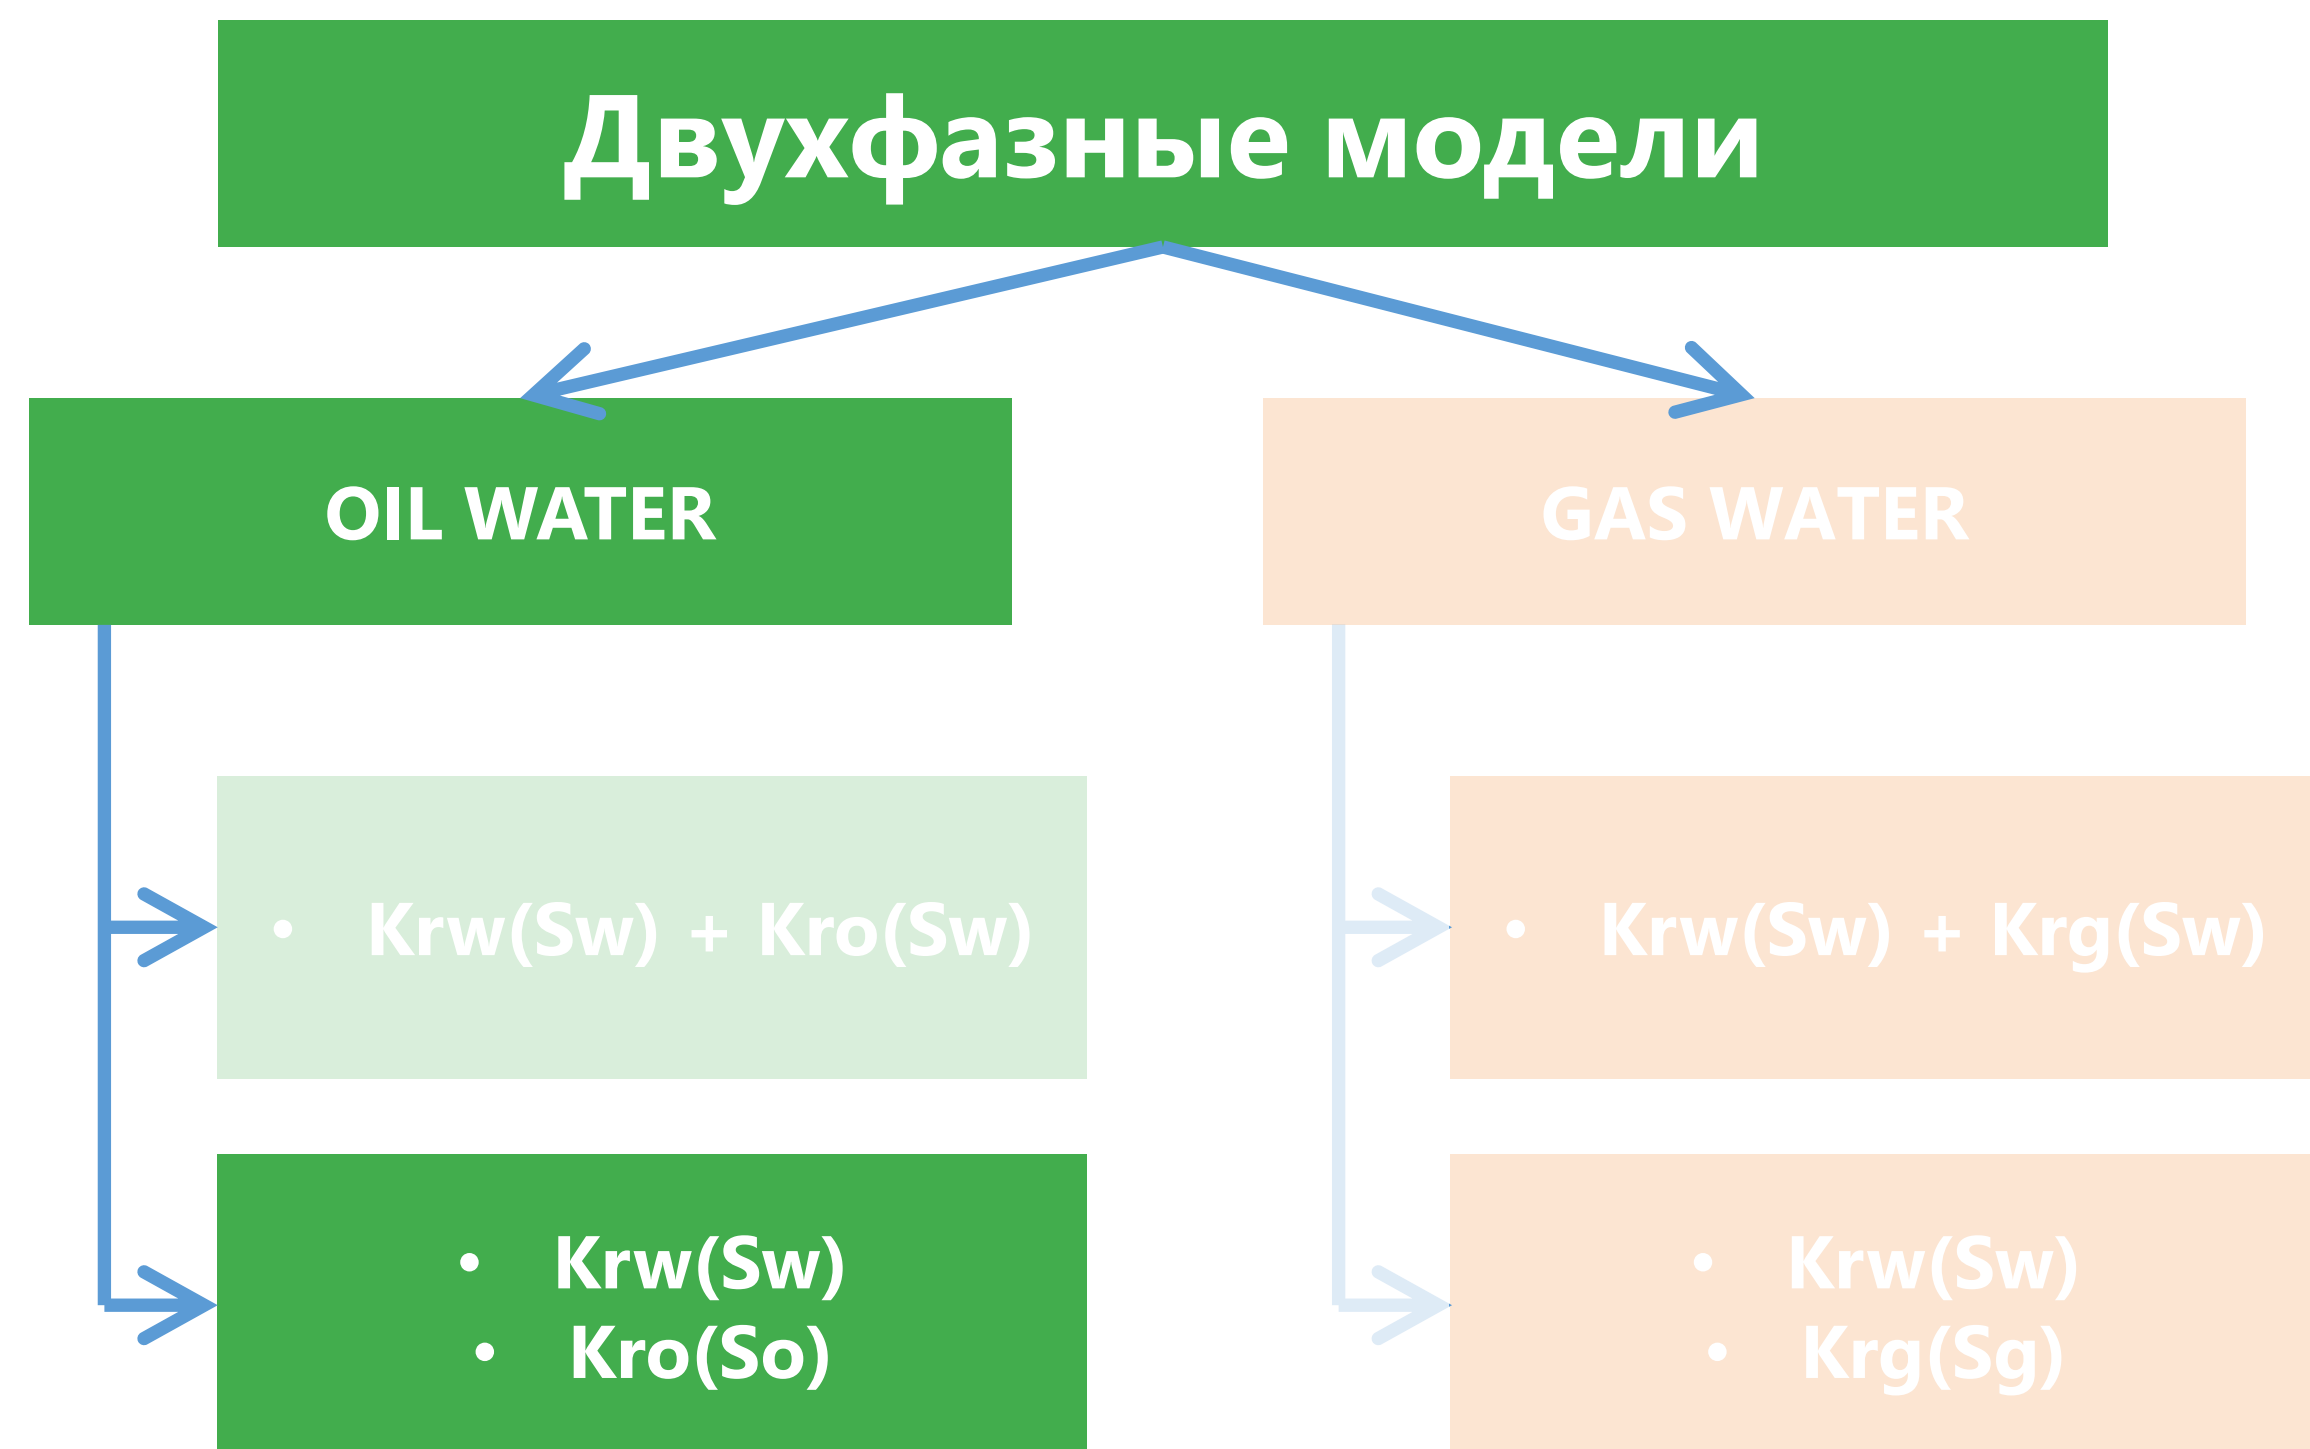 Двухфазные модели
OIL WATER
GAS WATER
• Krw(Sw) + Kro(Sw)
• Krw(Sw) + Krg(Sw)
• Krw(Sw)
• Kro(So)
• Krw(Sw)
• Krg(Sg)